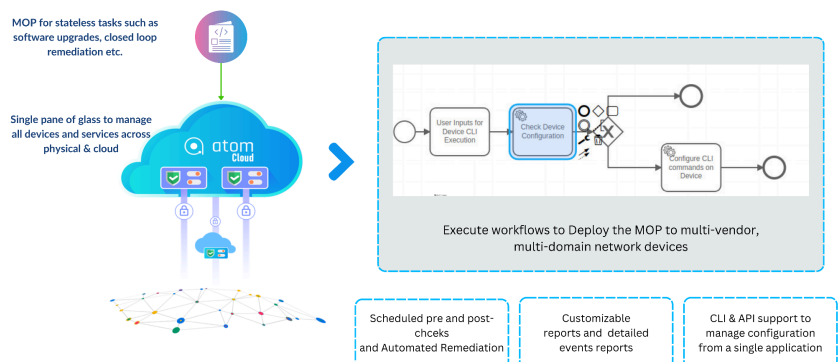 MOP for stateless tasks such as
software upgrades, closed loop
remediation etc.
Single pane of glass to manage
all devices and services across
physical & cloud
atom
Cloud
User Inputs for
Device CLI
Execution
Check Device
Configuration
Configure CLI
commands on
Device
Execute workflows to Deploy the MOP to multi-vendor,
multi-domain network devices
Scheduled pre and post-
chceks
and Automated Remediation
Customizable
reports and detailed
events reports
CLI & API support to
manage configuration
from a single application